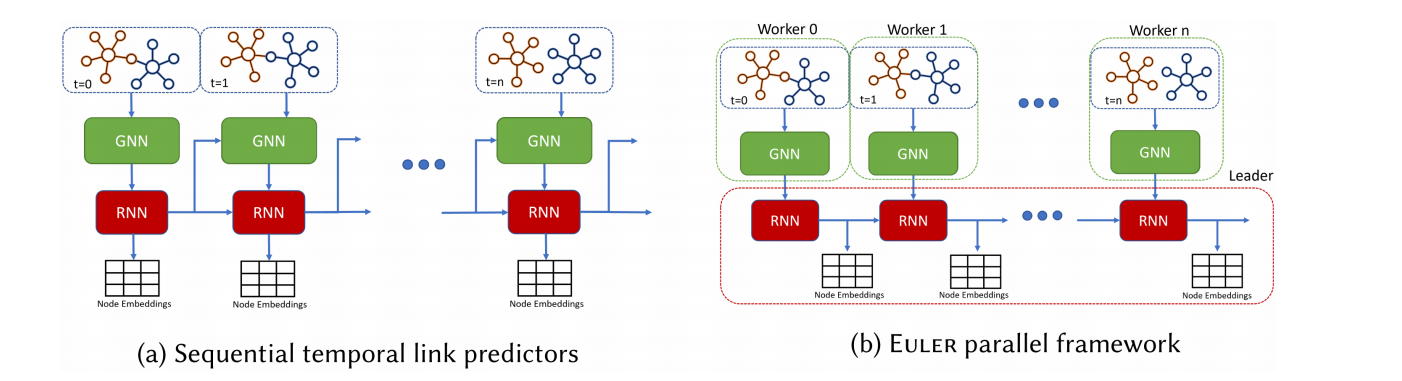 t=0
t=1
t=n
GNN
GNN
GNN
RNN
RNN
RNN
Node Embeddings
Node Embeddings
Node Embeddings
(a) Sequential temporal link predictors
Worker 0
Worker 1
Worker n
t=0
t=1
t=n
GNN
GNN
GNN
Leader
RNN
RNN
RNN
Node Embeddings
Node Embeddings
Node Embeddings
(b) EULER parallel framework